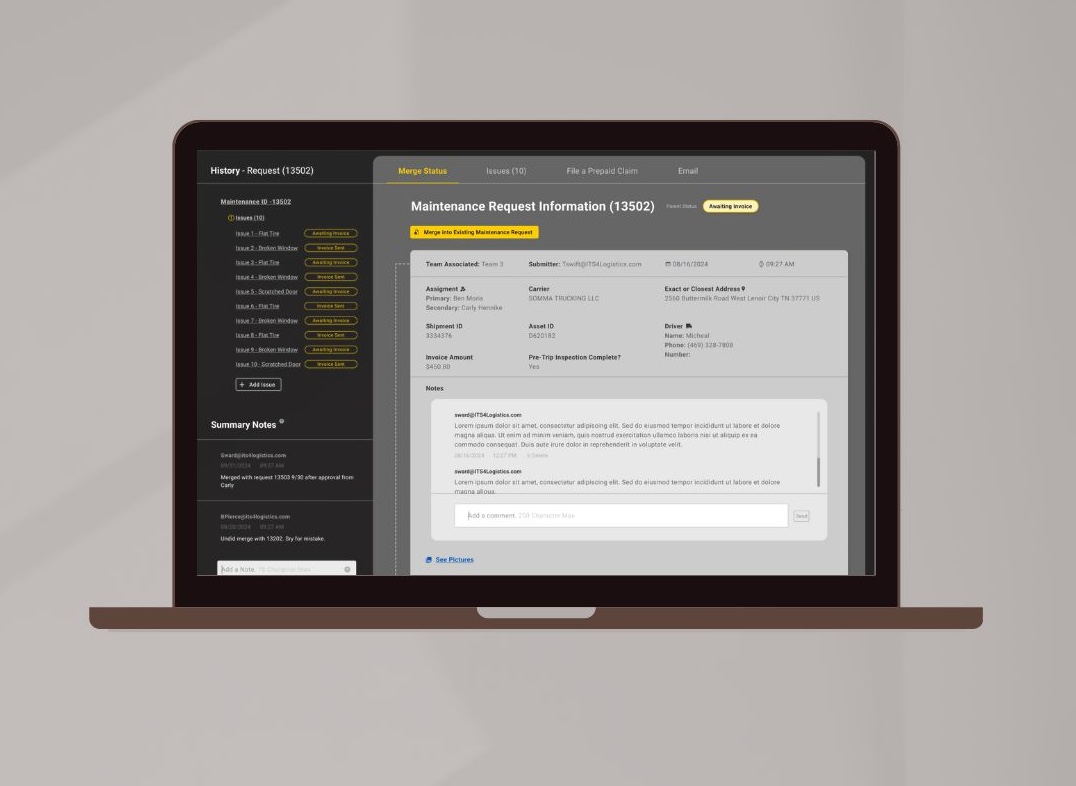 History - Request (13502)
Maintenance ID -13502
Issues (10)
Issue 1 - Flat Tire Awaiting Invoice
Issue 2 - Broken Window Invoice Sent
Issue 3 - Flat Tire Awaiting Invoice
Issue 4 - Broken Window Invoice Sent
Issue 5 - Scratched Door Awaiting Invoice
Issue 6 - Flat Tire Invoice Sent
Issue 7 - Broken Window Awaiting Invoice
Issue 8 - Flat Tire Invoice Sent
Issue 9 - Broken Window Awaiting Invoice
Issue 10 - Scratched Door Invoice Sent
+ Add Issue
Summary Notes
Sward@its4logistics.com
09:27 AM
Merged with request 13503 9/30 after approval from
Carly
BPierce@its4logistics.com
09/20/2024 09:27 AM
Undid merge with 13202. Sry for mistake.
Add a Note. Character Max
Merge Status Issues (10) File a Prepaid Claim Email
Maintenance Request Information (13502) Parent Status Awaiting Invoice
Merge into Existing Maintenance Request
Team Associated: Team 3 Submitter: Tswift@ITS4Logistics.com 08/16/2024 09:27 AM
Assigment Carrier Exact or Closest Address
Primary: Ben Moris SOMMA TRUCKING LLC 2560 Buttermilk Road West Lenoir City TN 37771 US
Secendary: Carly Hernike
Shipment ID Asset ID Driver
3334376 D620182 Name: Micheal
Phone: (469) 328-7808
Number:
Invoice Amount Pre-Trip Inspection Complete?
$450.80 Yes
Notes
sward@ITS4Logistics.com
Lorem ipsum dolor sit amet, consectetur adipiscing elit. Sed do eiusmod tempor incididunt ut labore et dolore
magna aliqua. Ut enim ad minim veniam, quis nostrud exercitation ullamco laboris nisi ut aliquip ex ea
commodo consequat. Duis aute irure dolor in reprehenderit in voluptate velit.
08/16/2024 12:27 PM x Delete
sward@ITS4Logistics.com
Lorem ipsum dolor sit amet, consectetur adipiscing elit. Sed do eiusmod tempor incididunt ut labore et dolore
magna aliqua.
Add a comment. 250 Character Max Send
See Pictures